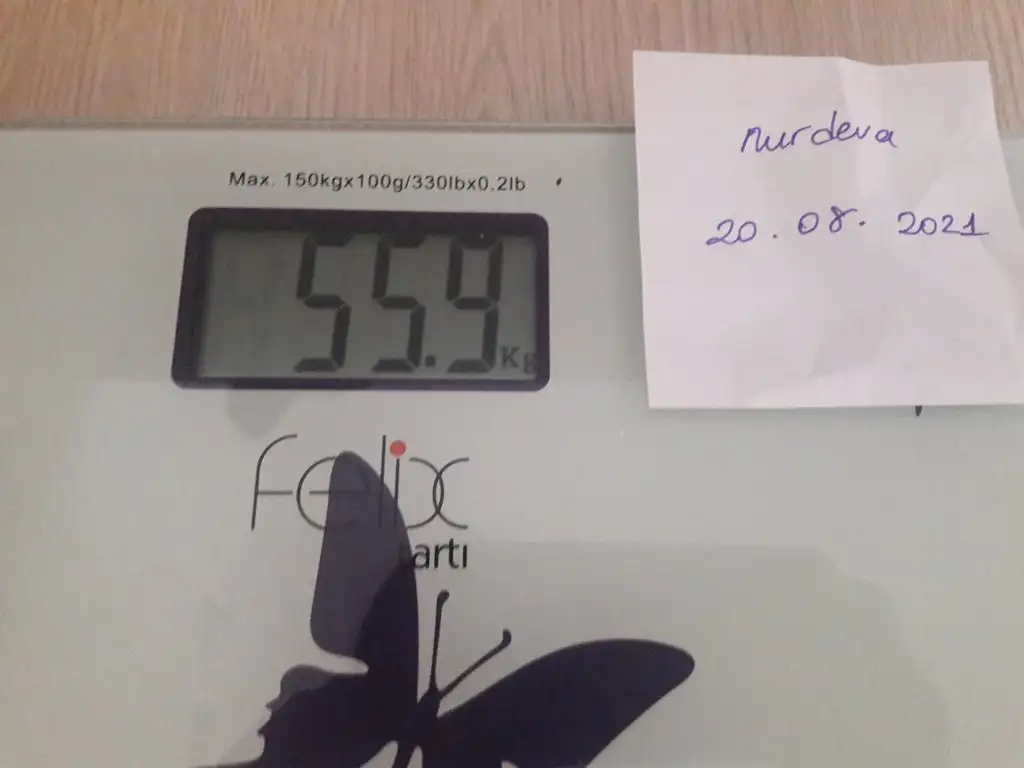 nurdeva
20.08.2021
Max. 150kgx100g/330lbx0.2lb
55.9 Kg
felix
artı